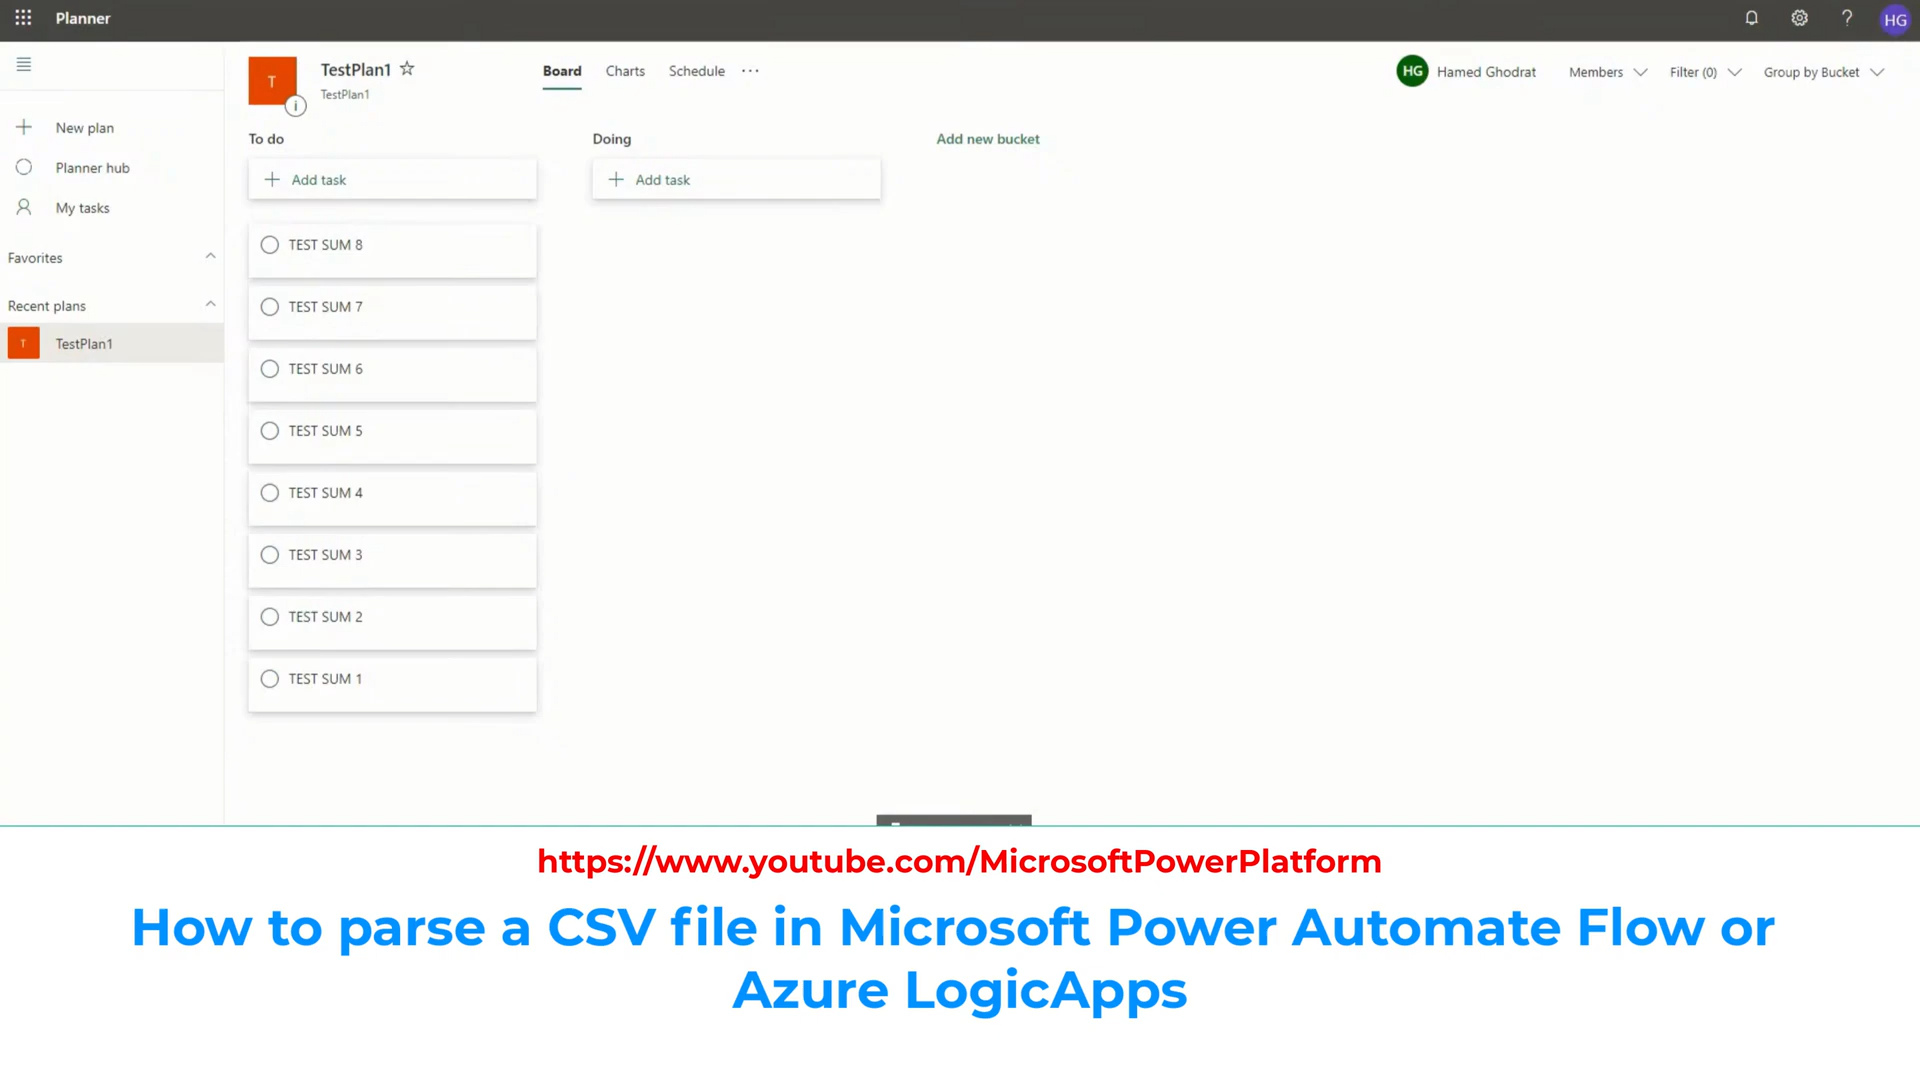 Planner
HG
T
TestPlan1
TestPlan1
Board
Charts
Schedule
HG
Hamed Ghodrat
Members
Filter (0)
Group by Bucket
New plan
Planner hub
My tasks
Favorites
Recent plans
T
TestPlan1
To do
Add task
TEST SUM 8
TEST SUM 7
TEST SUM 6
TEST SUM 5
TEST SUM 4
TEST SUM 3
TEST SUM 2
TEST SUM 1
Doing
Add task
Add new bucket
https://www.youtube.com/MicrosoftPowerPlatform
How to parse a CSV file in Microsoft Power Automate Flow or
Azure LogicApps